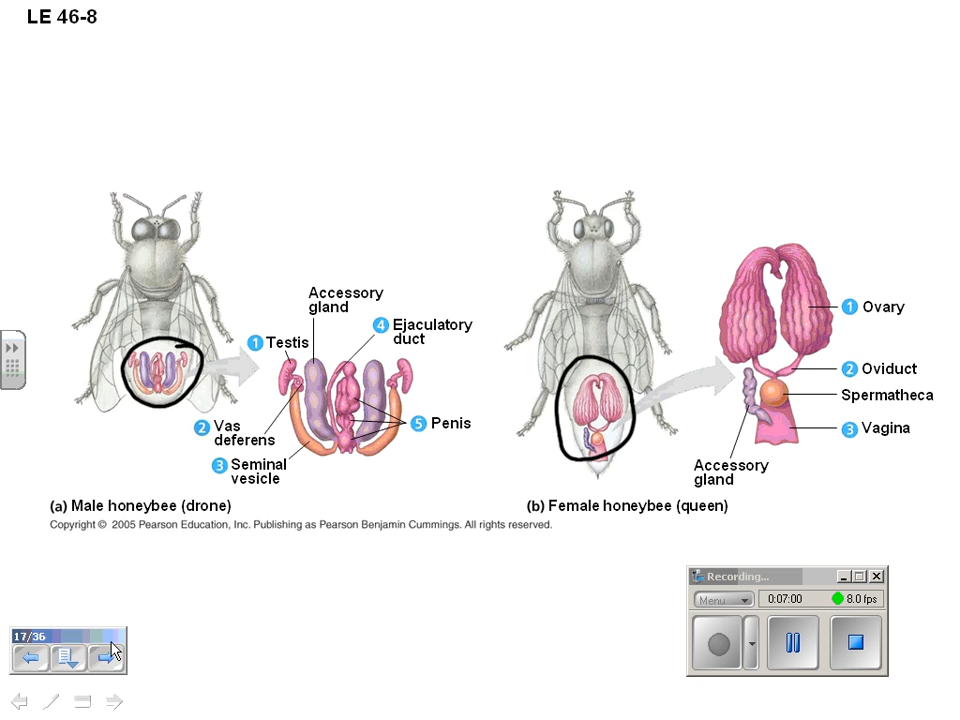 LE 46-8
Accessory
gland
4 Ejaculatory
duct
1 Testis
2 Vas
deferens
5 Penis
3 Seminal
vesicle
(a) Male honeybee (drone)
1 Ovary
2 Oviduct
Spermatheca
3 Vagina
Accessory
gland
(b) Female honeybee (queen)
Copyright © 2005 Pearson Education, Inc. Publishing as Pearson Benjamin Cummings. All rights reserved.
Recording...
Menu
0:07:00
8.0 fps
17/36